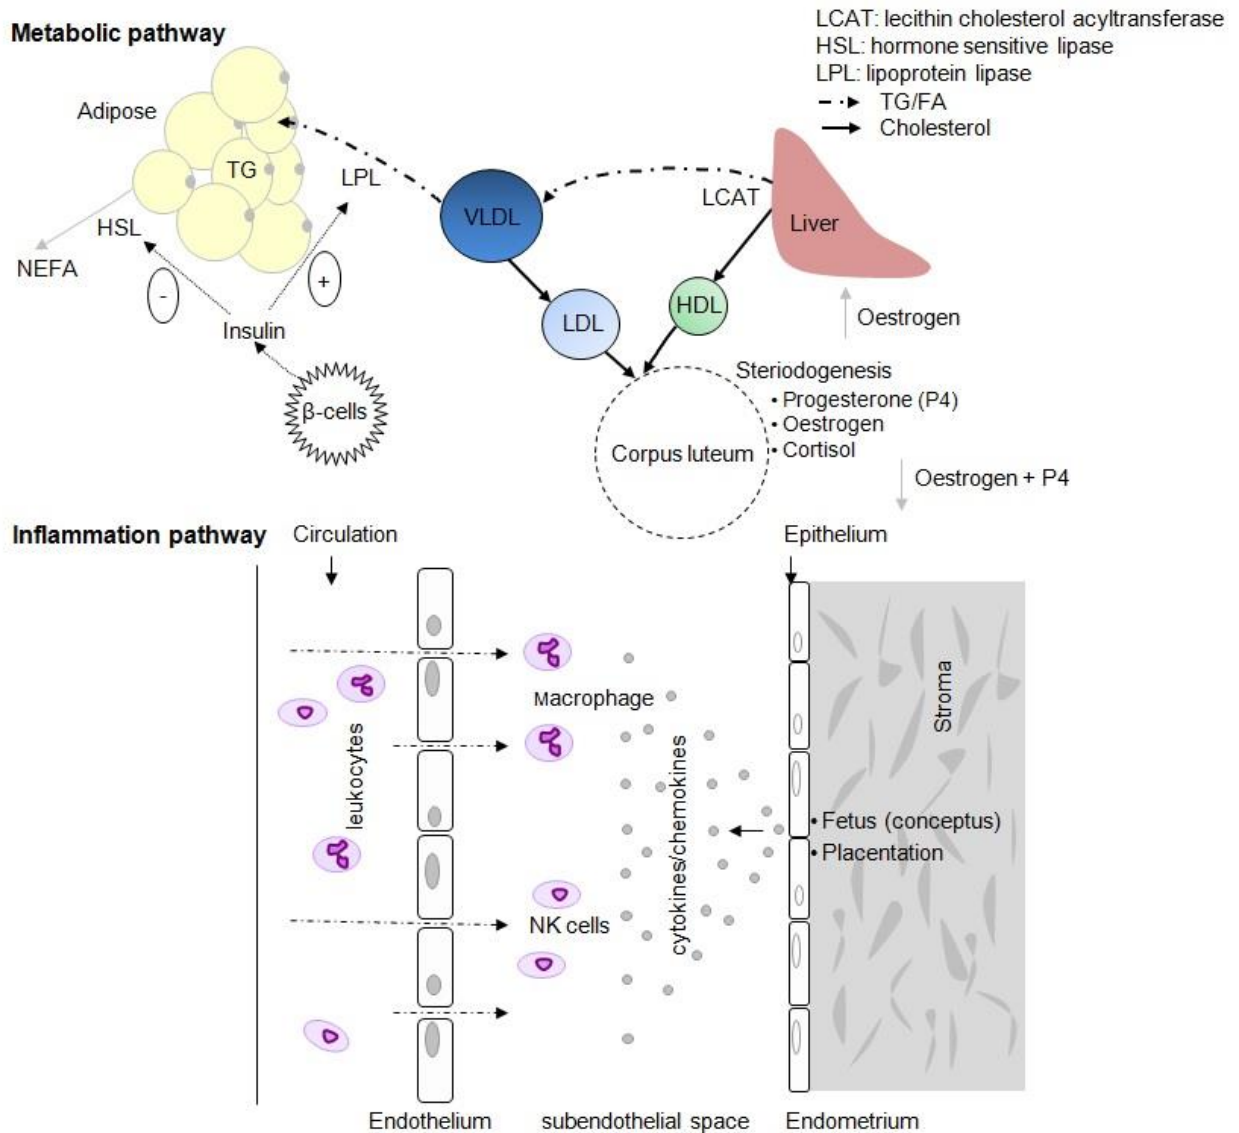 Metabolic pathway
LCAT: lecithin cholesterol acyltransferase
HSL: hormone sensitive lipase
LPL: lipoprotein lipase
TG/FA
Cholesterol
Adipose
TG
LPL
HSL
NEFA
-
+
Insulin
β-cells
VLDL
LDL
LCAT
HDL
Liver
Oestrogen
Steriodogenesis
• Progesterone (P4)
• Oestrogen
• Cortisol
Corpus luteum
Oestrogen + P4
Inflammation pathway
Circulation
Epithelium
leukocytes
Macrophage
NK cells
cytokines/chemokines
Stroma
• Fetus (conceptus)
• Placentation
Endothelium
subendothelial space
Endometrium